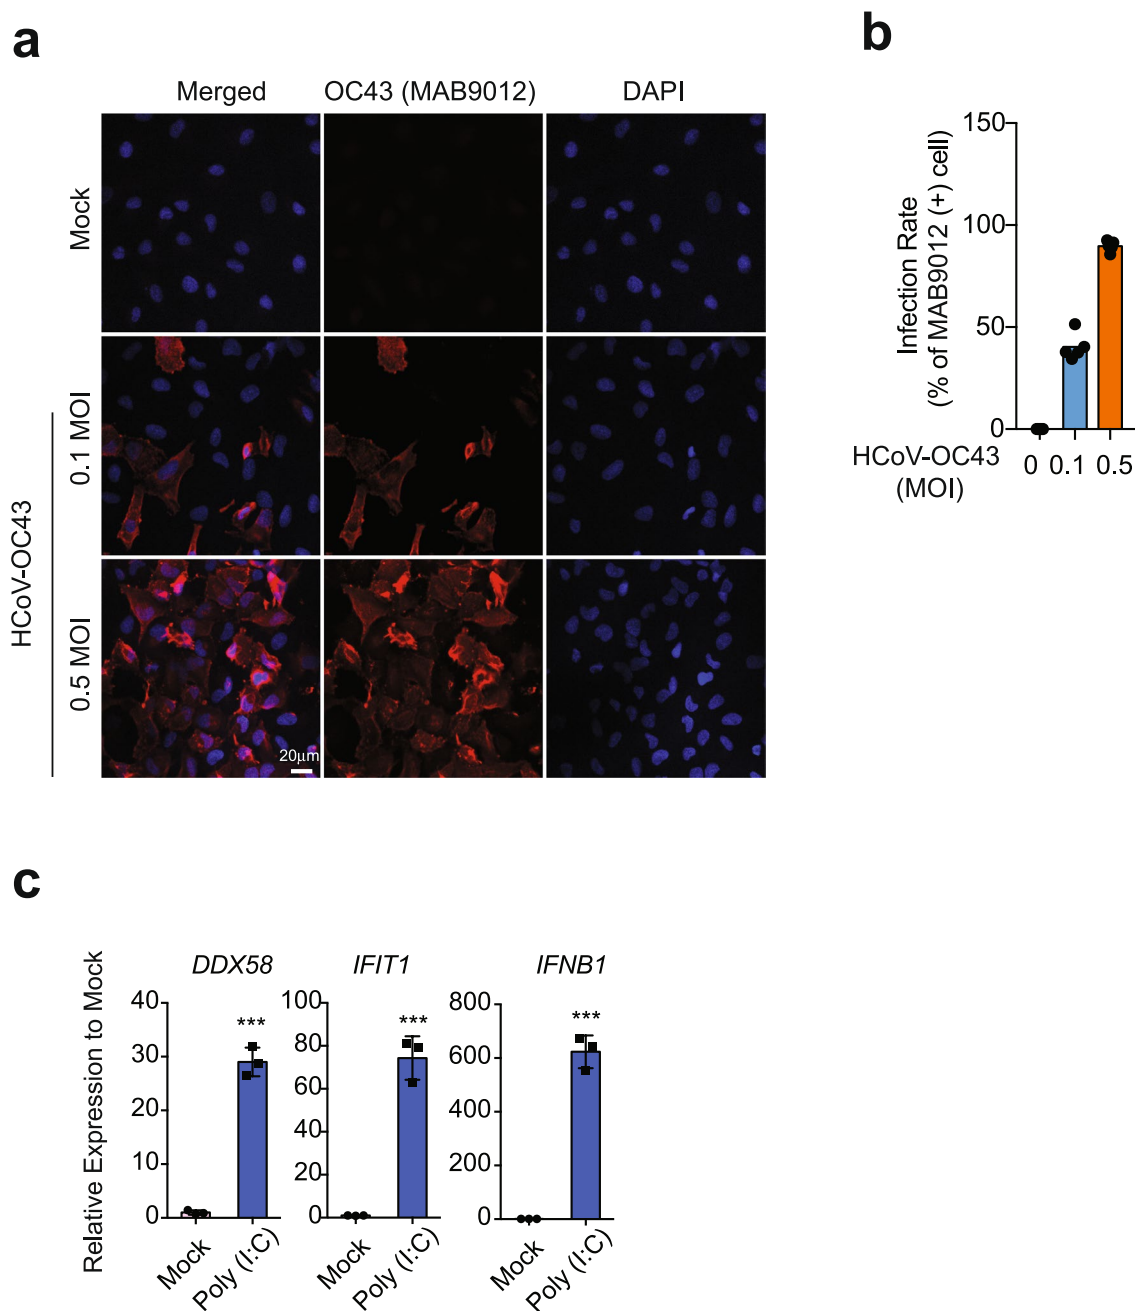 a
Merged OC43 (MAB9012) DAPI
Mock
0.1 MOI
0.5 MOI
HCoV-OC43
20μm
b
Infection Rate
(% of MAB9012 (+) cell)
150
100
50
0
HCoV-OC43
(MOI)
0 0.1 0.5
c
Relative Expression to Mock
DDX58
40
30
20
10
0
***
Mock
Poly (I:C)
IFIT1
100
80
60
40
20
0
***
Mock
Poly (I:C)
IFNB1
800
600
400
200
0
***
Mock
Poly (I:C)